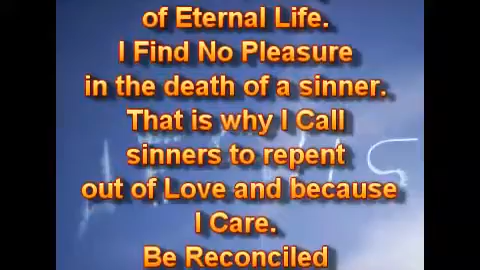 of Eternal Life.
I Find No Pleasure
in the death of a sinner.
That is why I Call
sinners to repent
out of Love and because
I Care.
Be Reconciled